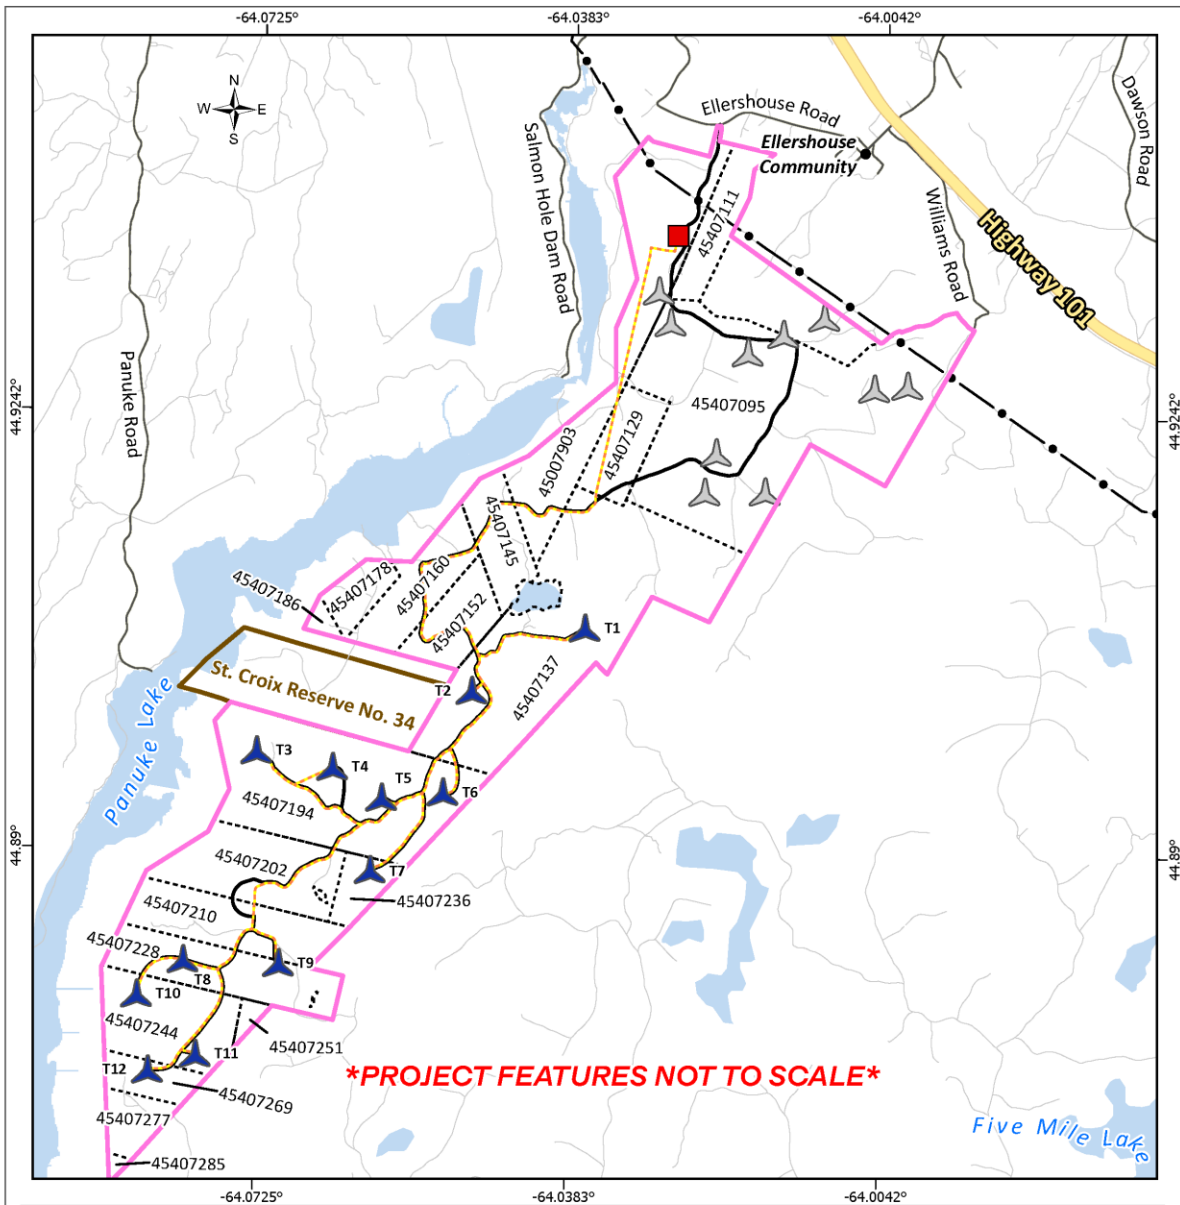 -64.0725°
-64.0383°
-64.0042°
N
W
E
S
Ellershouse Road
Ellershouse
Community
Dawson Road
Salmon Hole Dam Road
Williams Road
Highway 101
45407111
Panuke Road
44.9242°
44.9242°
45407095
45407129
45007903
45407145
45407178
45407160
45407186
45407152
T1
45407137
St. Croix Reserve No. 34
T2
Panuke Lake
T3
T4
T5
T6
45407194
44.89°
44.89°
45407202
T7
45407236
45407210
45407228
T9
T8
T10
45407244
45407251
T11
T12
*PROJECT FEATURES NOT TO SCALE*
45407269
45407277
Five Mile Lake
45407285
-64.0725°
-64.0383°
-64.0042°